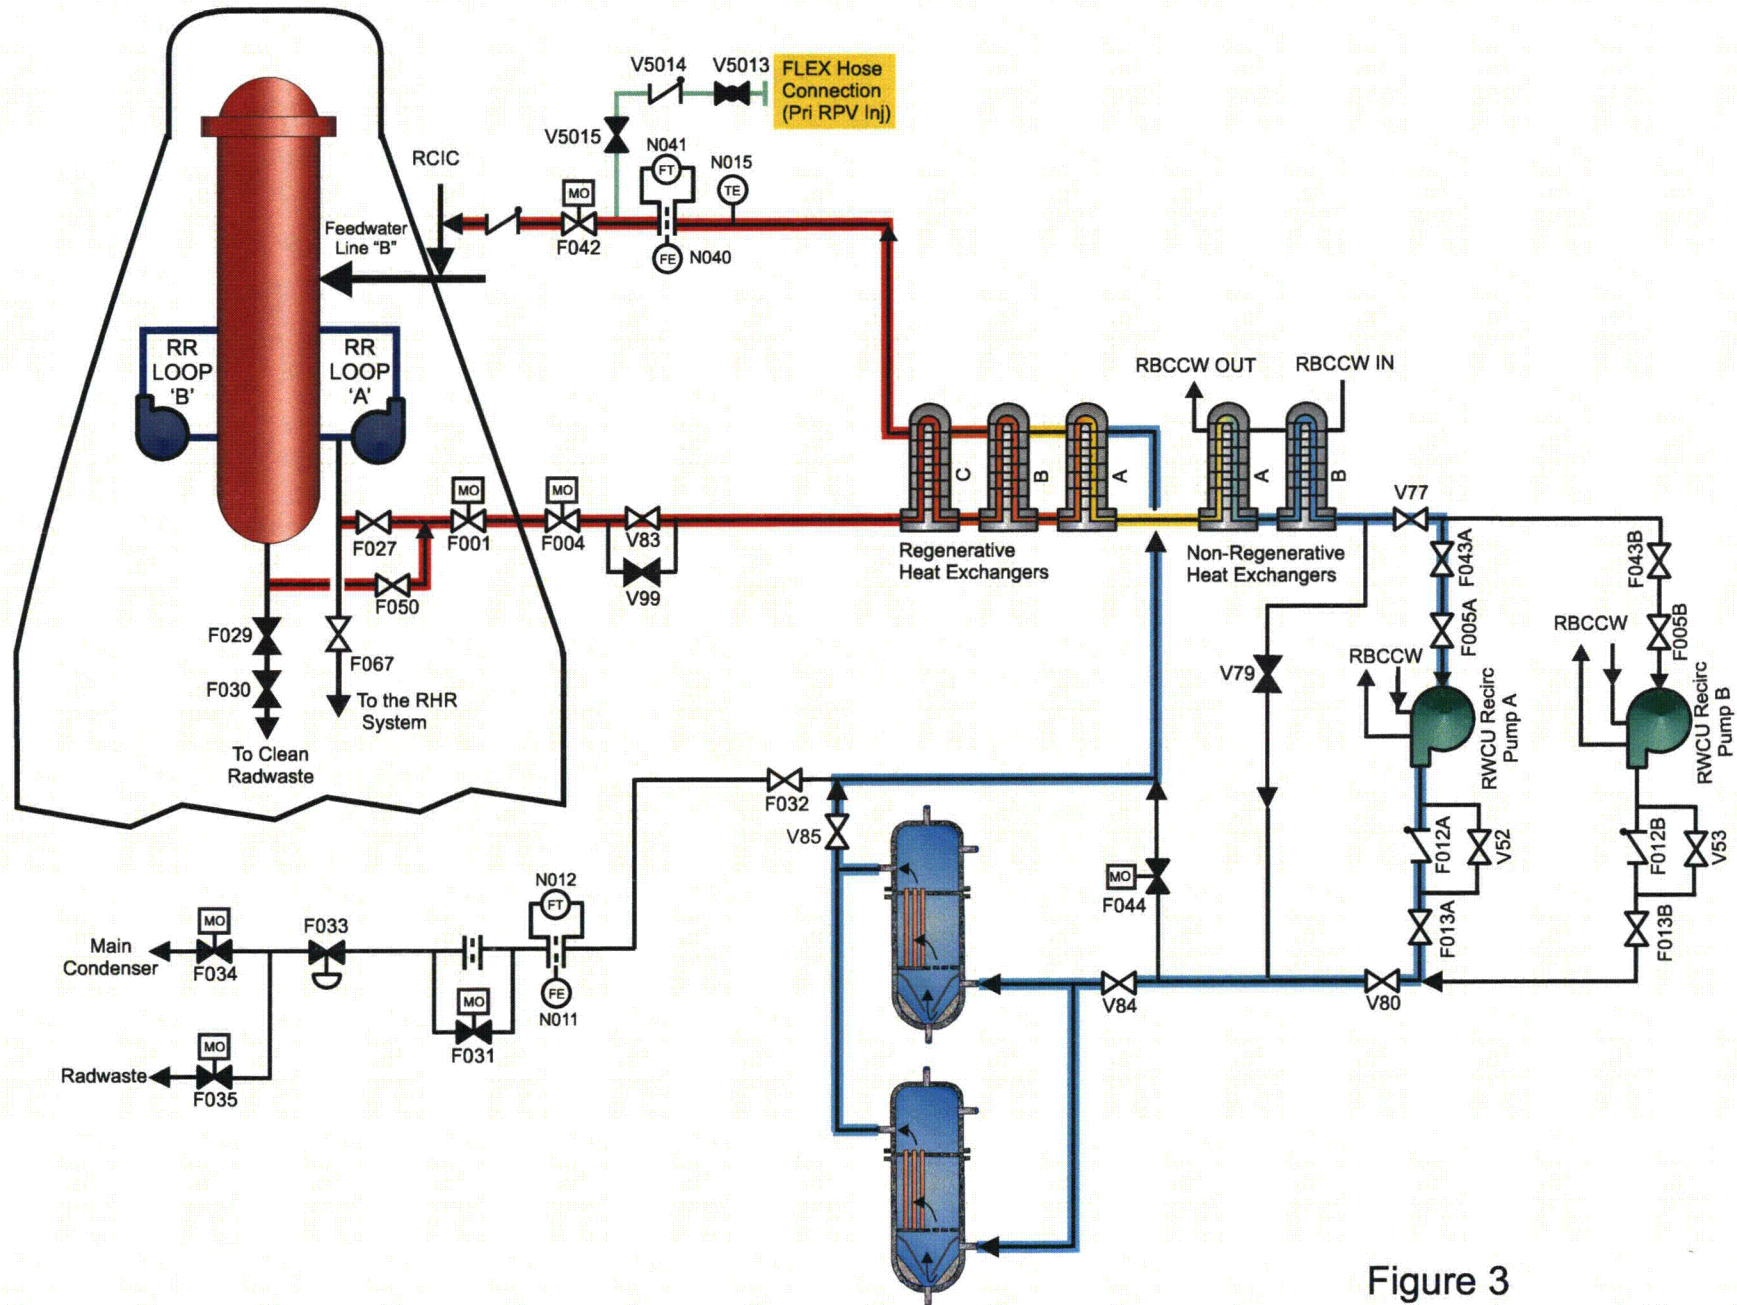 V5014
V5013
FLEX Hose
Connection
(Pri RPV Inj)
V5015
N041
FT
N015
TE
RCIC
MO
F042
FE
N040
Feedwater
Line "B"
RR
LOOP
'B'
RR
LOOP
'A'
RBCCW OUT
RBCCW IN
C
B
A
A
B
V77
MO
MO
F027
F001
F004
V83
V99
F050
Regenerative
Heat Exchangers
Non-Regenerative
Heat Exchangers
F043A
F043B
F005A
F005B
F029
F067
F030
To the RHR
System
To Clean
Radwaste
V79
RBCCW
RBCCW
RWCU Recirc
Pump A
RWCU Recirc
Pump B
F032
V85
MO
F044
F012A
V52
F012B
V53
F013A
F013B
V84
V80
N012
FT
FE
N011
MO
F033
Main
Condenser
F034
MO
F031
MO
Radwaste
F035
Figure 3